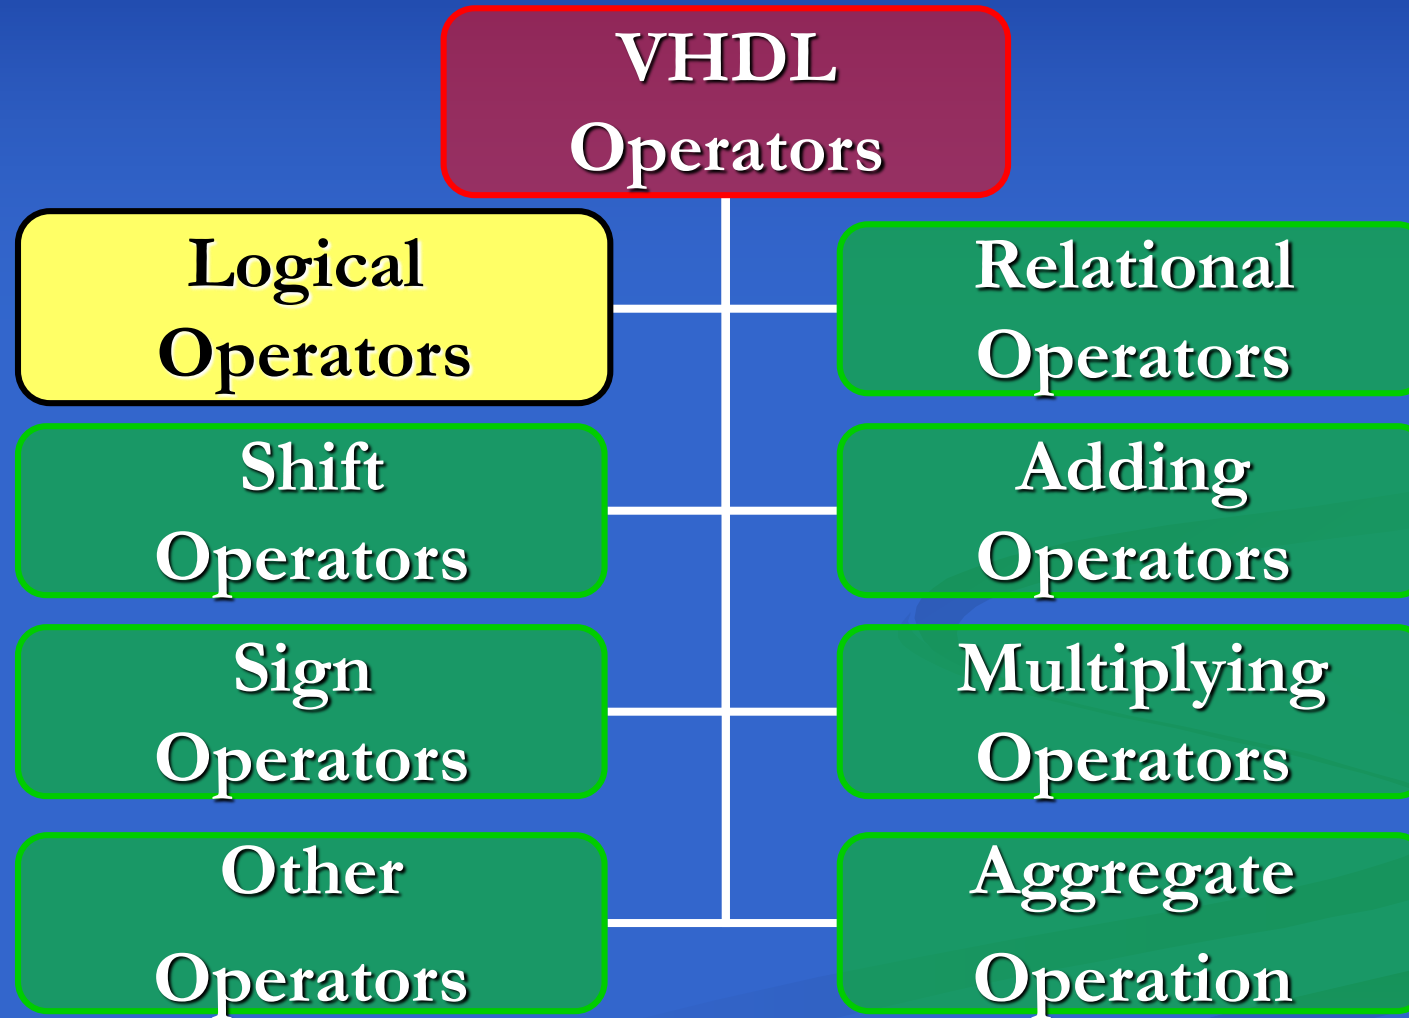 VHDL
Operators
Logical
Operators
Relational
Operators
Shift
Operators
Adding
Operators
Sign
Operators
Multiplying
Operators
Other
Operators
Aggregate
Operation